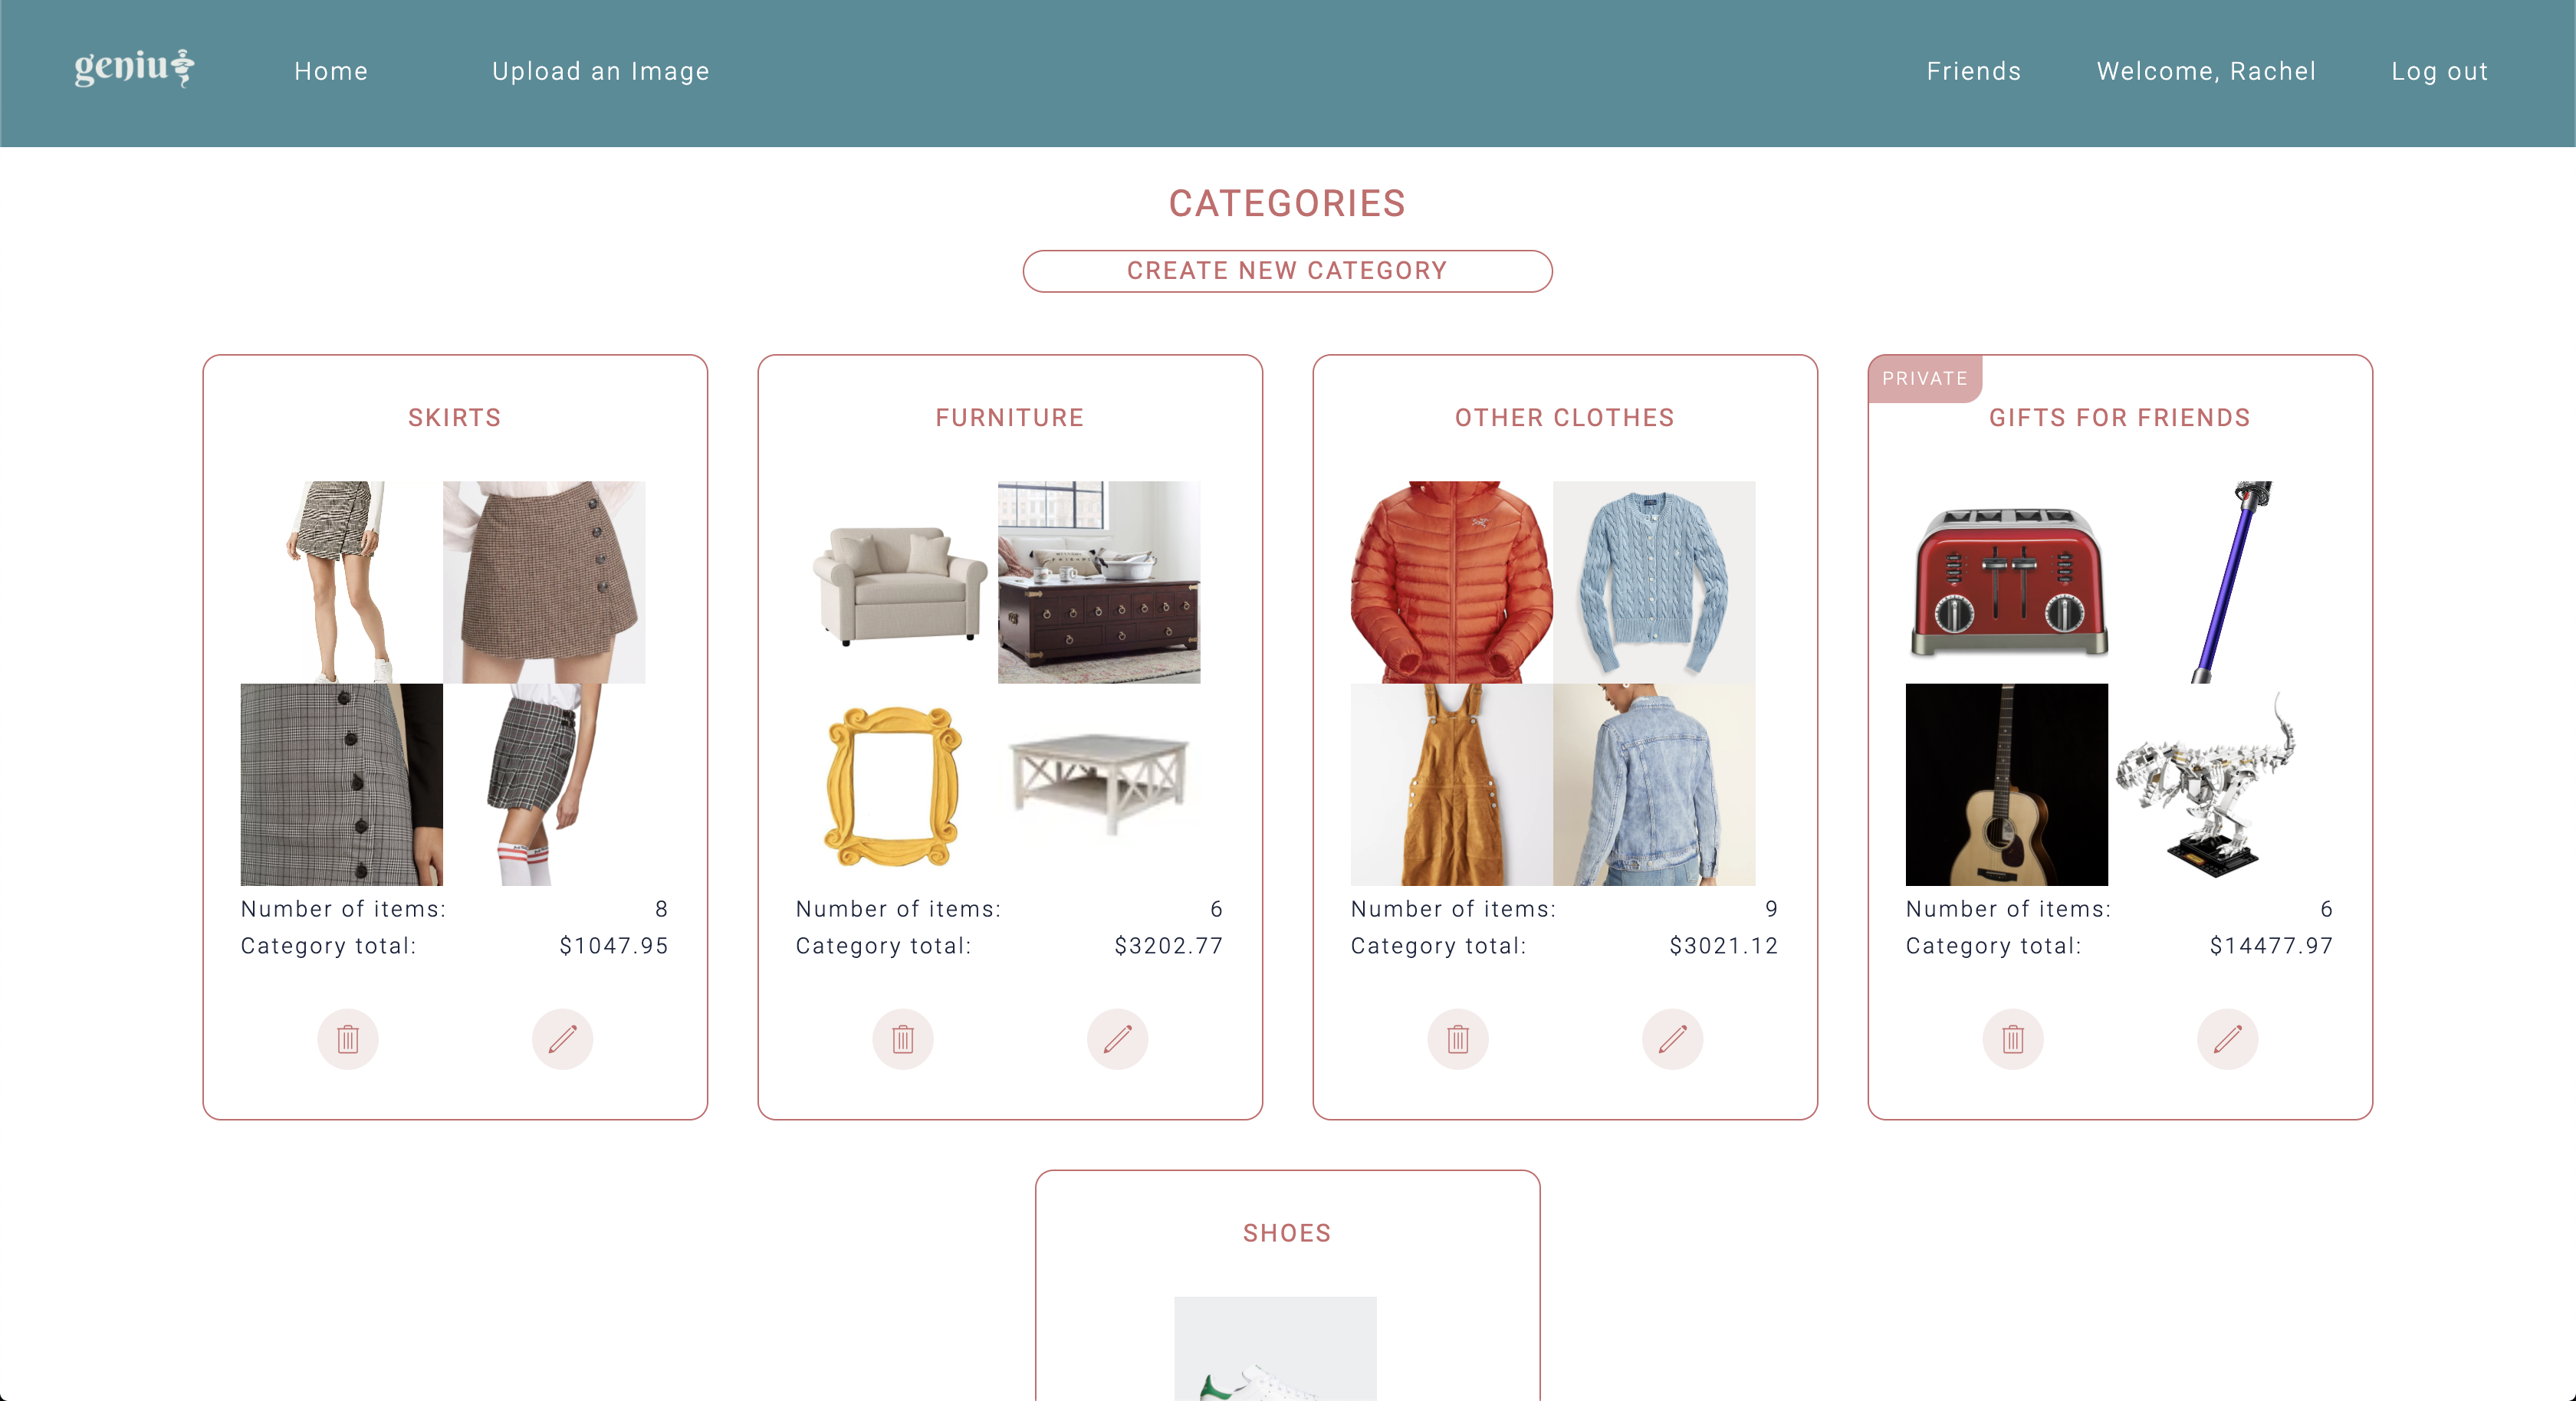 geniu
Home
Upload an Image
Friends
Welcome, Rachel
Log out
CATEGORIES
CREATE NEW CATEGORY
SKIRTS
Number of items: 8
Category total: $1047.95
FURNITURE
Number of items: 6
Category total: $3202.77
OTHER CLOTHES
Number of items: 9
Category total: $3021.12
PRIVATE
GIFTS FOR FRIENDS
Number of items: 6
Category total: $14477.97
SHOES